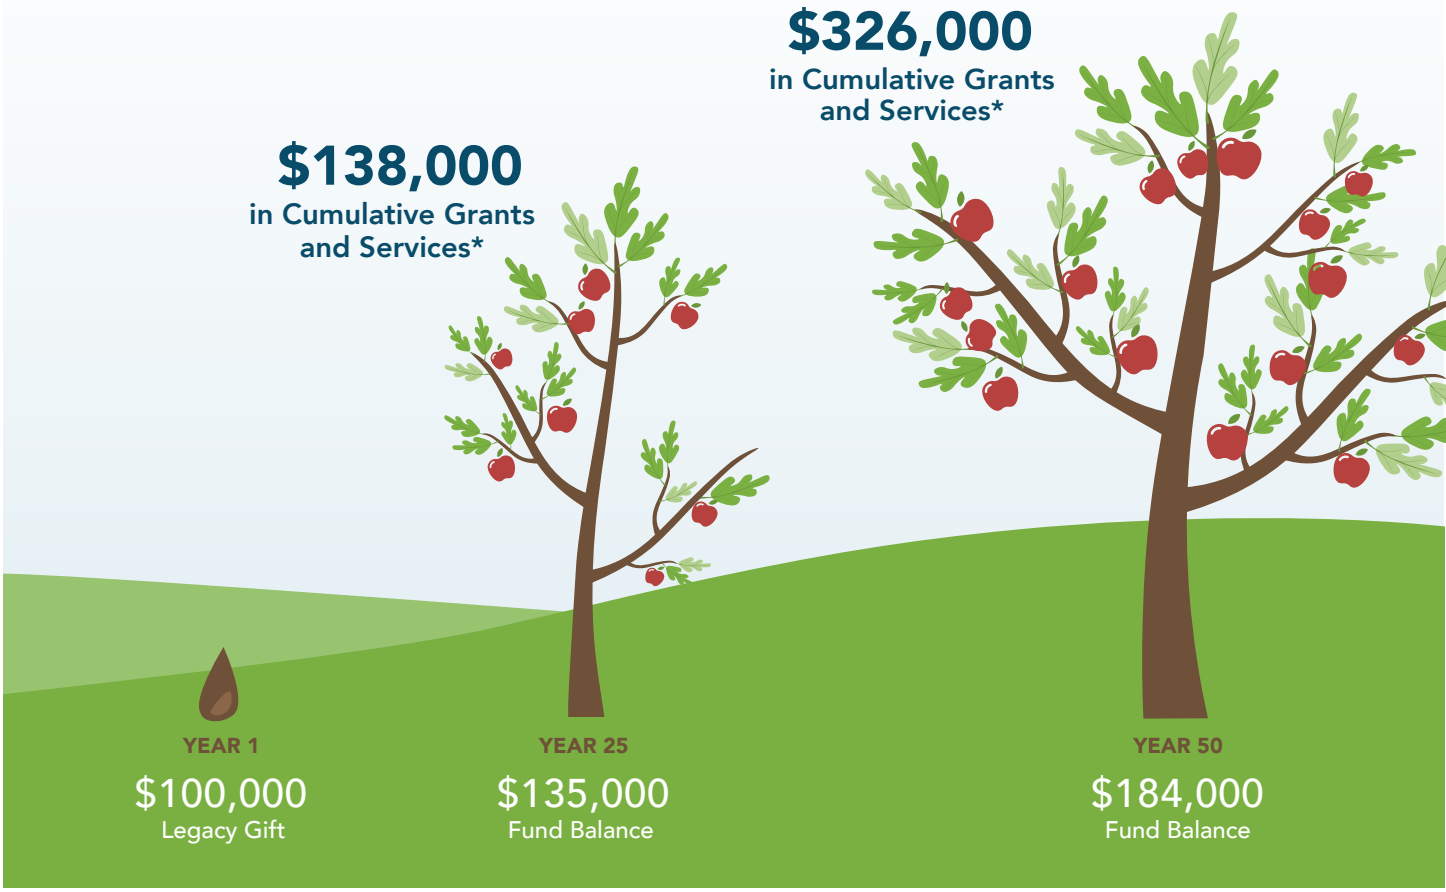 $326,000
in Cumulative Grants
and Services*
$138,000
in Cumulative Grants
and Services*
YEAR 1
$100,000
Legacy Gift
YEAR 25
$135,000
Fund Balance
YEAR 50
$184,000
Fund Balance